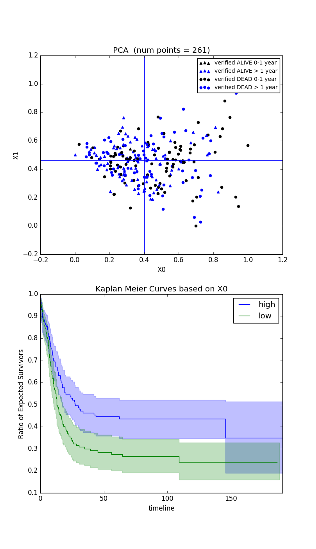 PCA (num points = 261)
1.2
1.0
0.8
0.6
0.4
0.2
0.0
−0.2
X1
verified ALIVE 0-1 year
verified ALIVE > 1 year
verified DEAD 0-1 year
verified DEAD > 1 year
−0.2 0.0 0.2 0.4 0.6 0.8 1.0 1.2
X0
Kaplan Meier Curves based on X0
1.0
0.9
0.8
0.7
0.6
0.5
0.4
0.3
0.2
0.1
Ratio of Expected Survivors
high
low
0 50 100 150
timeline